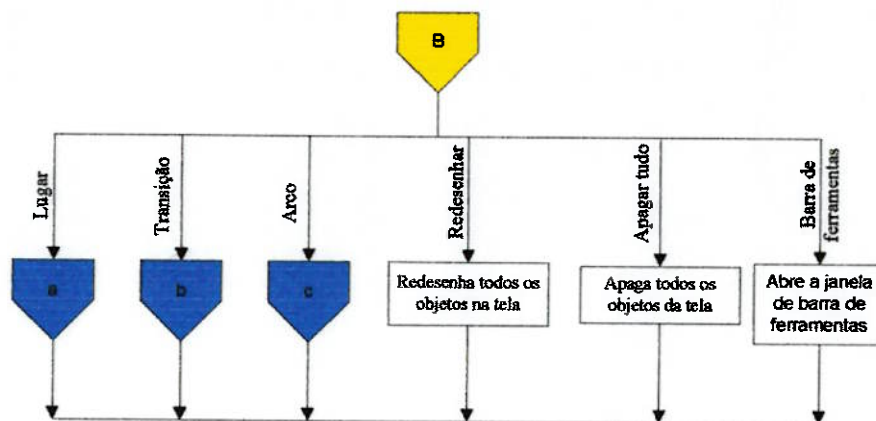 B
Lugar
Transição
Arco
Redesenhar
Apagar tudo
Barra de
ferramentas
a
b
c
Redesenha todos os
objetos na tela
Apaga todos os
objetos da tela
Abre a janela
de barra de
ferramentas